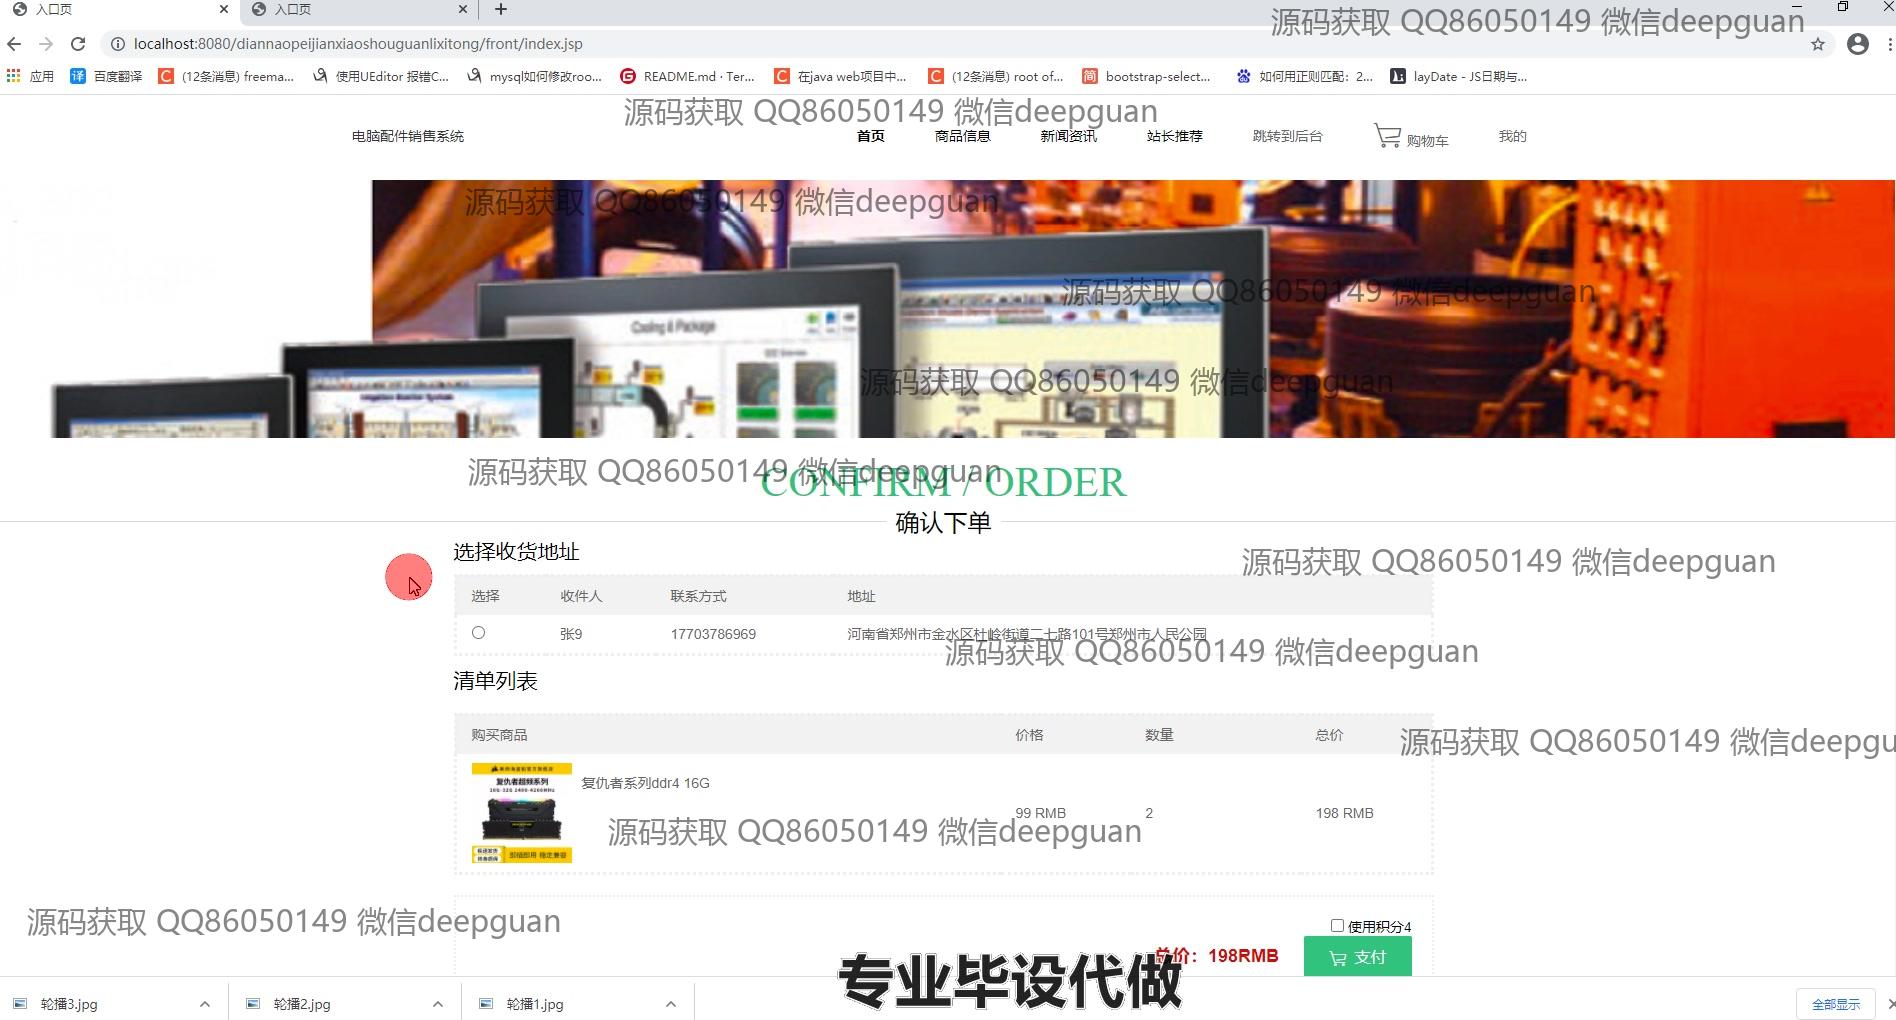 入口页
入口页
源码获取 QQ86050149 微信deepguan
localhost:8080/diannaopeijianxiaoshouguanlixitong/front/index.jsp
应用
百度翻译
(12条消息) freema...
使用UEditor 报错C...
mysql如何修改roo...
README.md · Ter...
在java web项目中...
(12条消息) root of...
bootstrap-select...
如何用正则匹配：2...
layDate - JS日期与...
源码获取 QQ86050149 微信deepguan
电脑配件销售系统
首页
商品信息
新闻资讯
站长推荐
跳转到后台
购物车
我的
源码获取 QQ86050149 微信deepguan
源码获取 QQ86050149 微信deepguan
Cooling & Package
源码获取 QQ86050149 微信deepguan
源码获取 QQ86050149 微信deepguan
CONFIRM / ORDER
确认下单
选择收货地址
源码获取 QQ86050149 微信deepguan
选择 收件人 联系方式 地址
张9 17703786969 河南省郑州市金水区杜岭街道二七路101号郑州市人民公园
源码获取 QQ86050149 微信deepguan
清单列表
购买商品 价格 数量 总价
源码获取 QQ86050149 微信deepgu
复仇者超频系列
复仇者系列ddr4 16G
99 RMB 2 198 RMB
源码获取 QQ86050149 微信deepguan
源码获取 QQ86050149 微信deepguan
使用积分4
总价：198RMB
支付
专业毕设代做
轮播3.jpg
轮播2.jpg
轮播1.jpg
全部显示